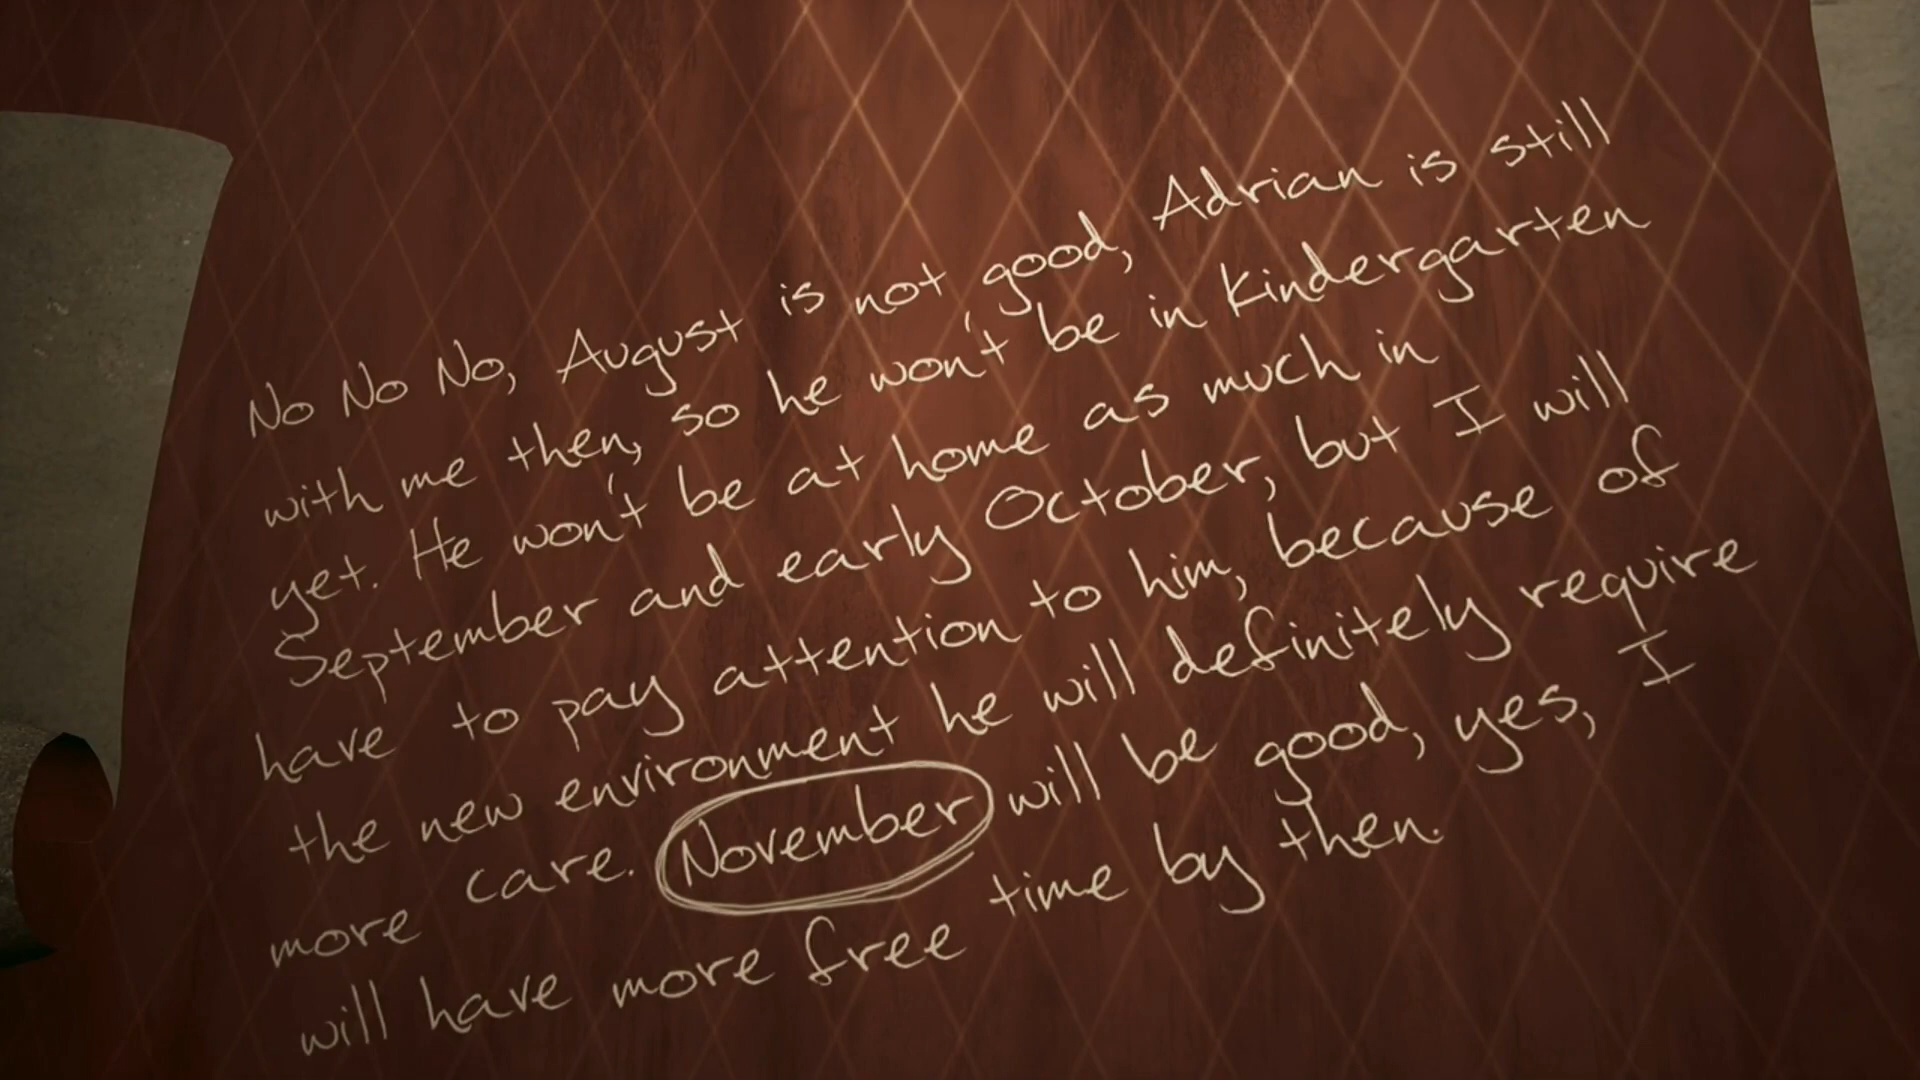 No No No, August is not good, Adrian is still
with me then, so he won't be in kindergarten
yet. He won't be at home as much in
September and early October, but I will
have to pay attention to him, because of
the new environment he will definitely require
more care. November will be good, yes, I
will have more free time by then.